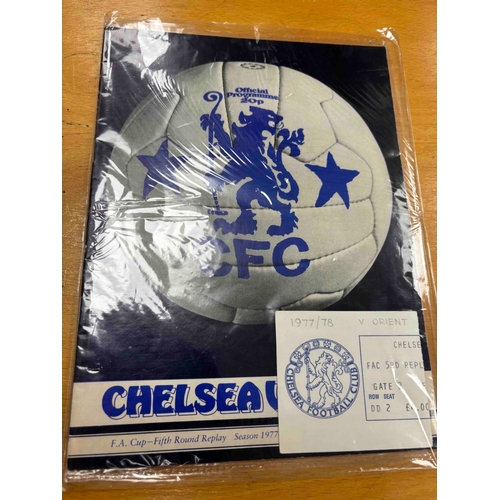 Official
Programme
20p
CFC
CHELSEA V
F.A. Cup—Fifth Round Replay Season 1977
1977/78 V ORIENT
CHELSE
FAC 5RD REPL
GATE
ROW SEAT
DD 2
CHELSEA FOOTBALL CLUB